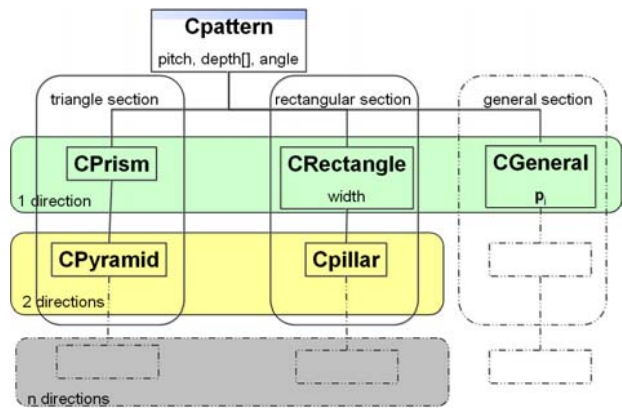 Cpattern
pitch, depth[], angle
triangle section
rectangular section
general section
CPrism
CRectangle
CGeneral
width
p_i
1 direction
CPyramid
Cpillar
2 directions
n directions